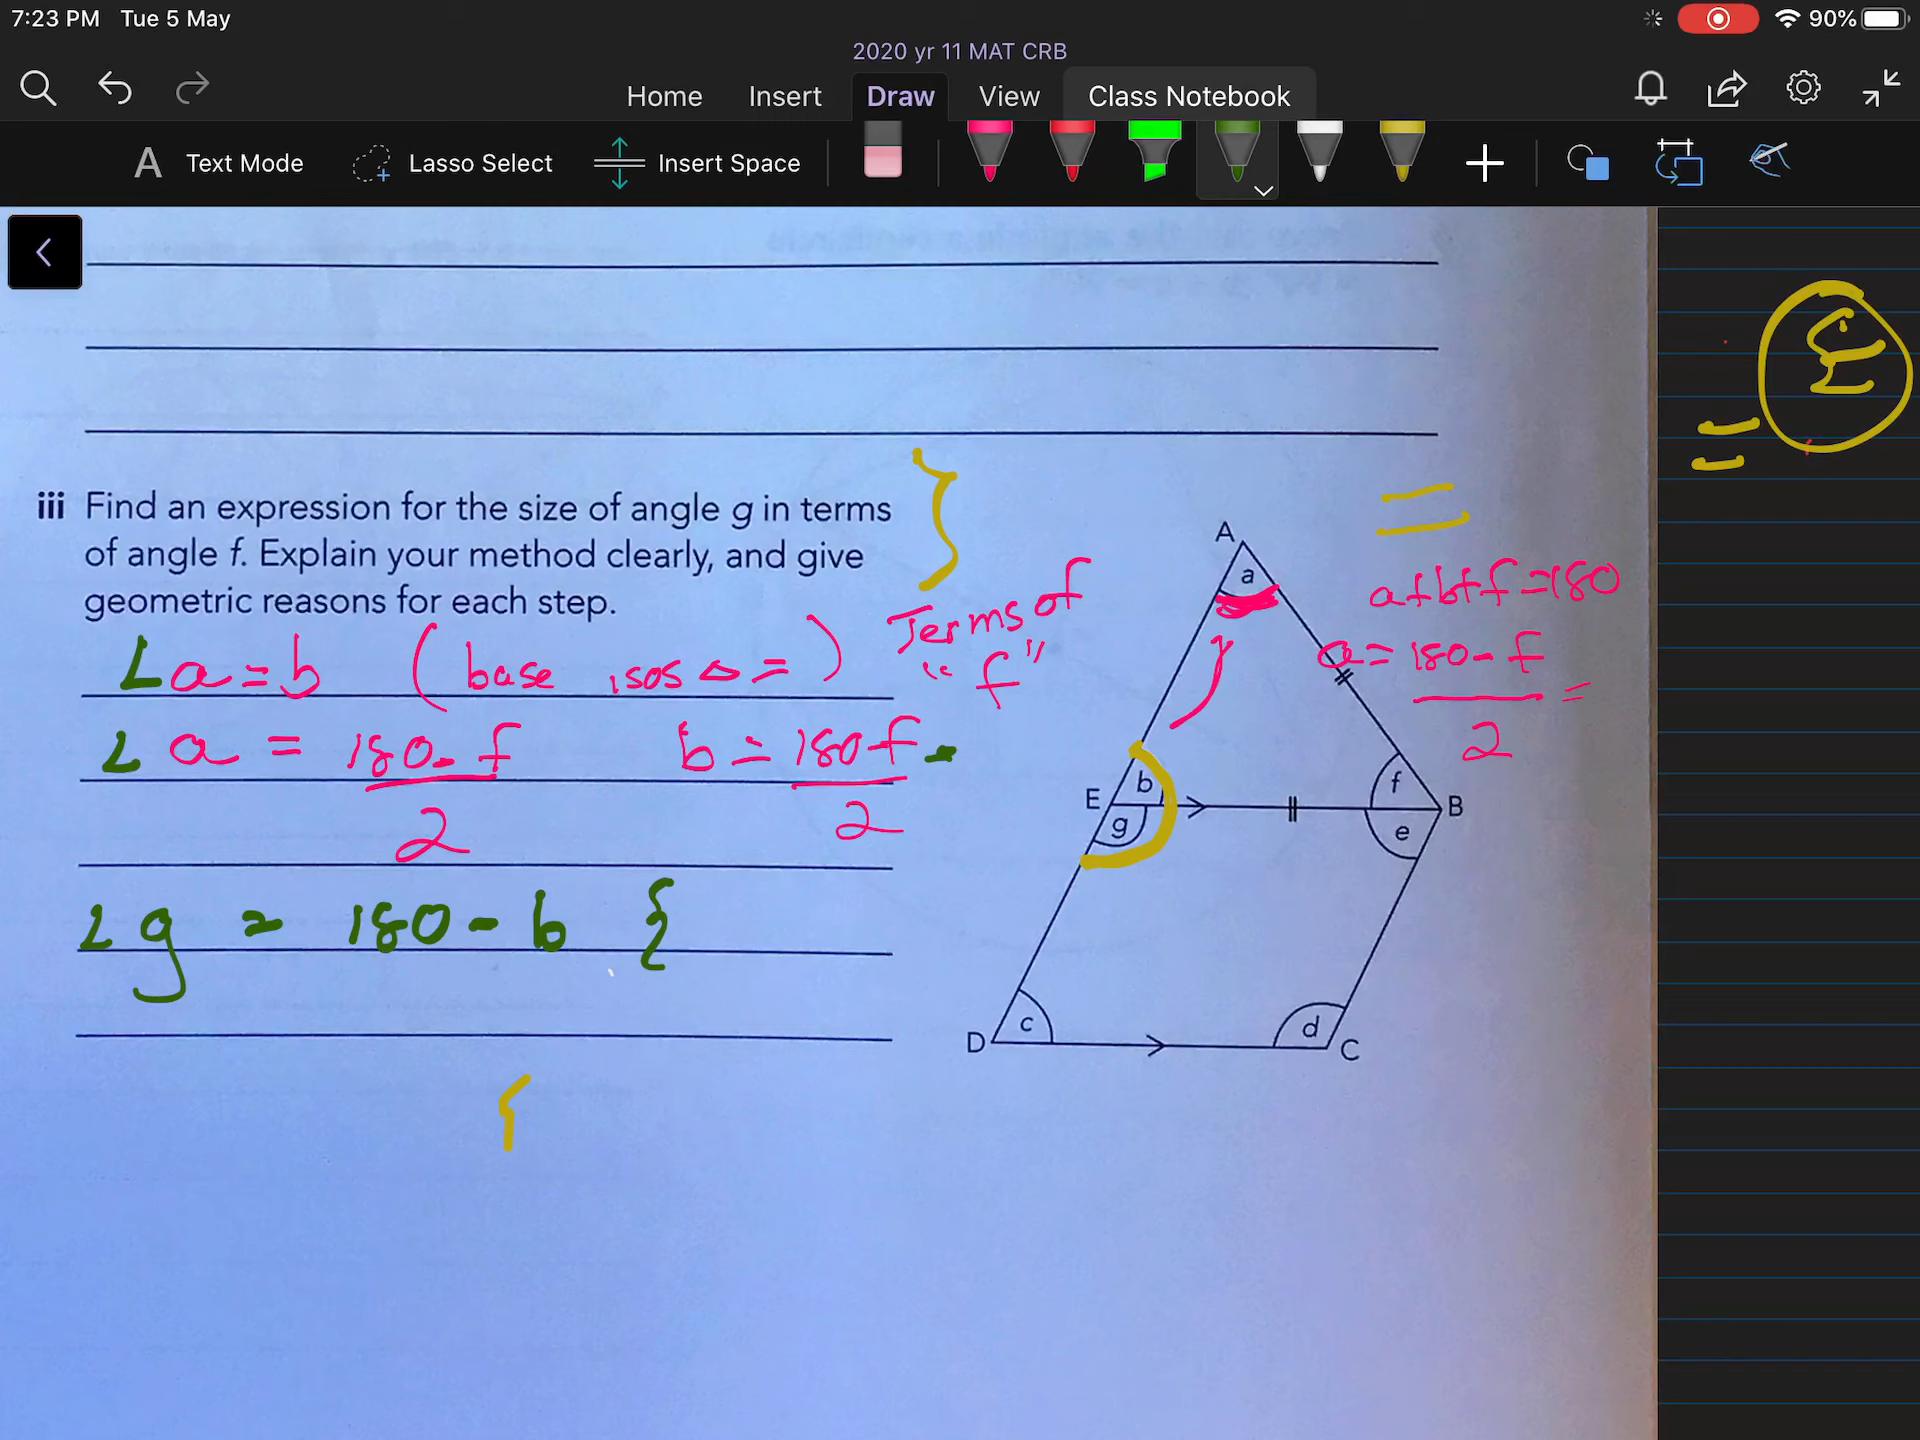 7:23 PM Tue 5 May
90%
2020 yr 11 MAT CRB
Home Insert Draw View Class Notebook
A Text Mode Lasso Select Insert Space
iii Find an expression for the size of angle g in terms
of angle f. Explain your method clearly, and give
geometric reasons for each step.
∠a = b (base isos △ =)
Terms of
"f"
∠a = 180-f/2 b = 180-f/2
∠g = 180 - b {
a+b+f=180
a = 180-f/2 =
A
a
b
E
g
f
B
e
D
c
d
C
=
E